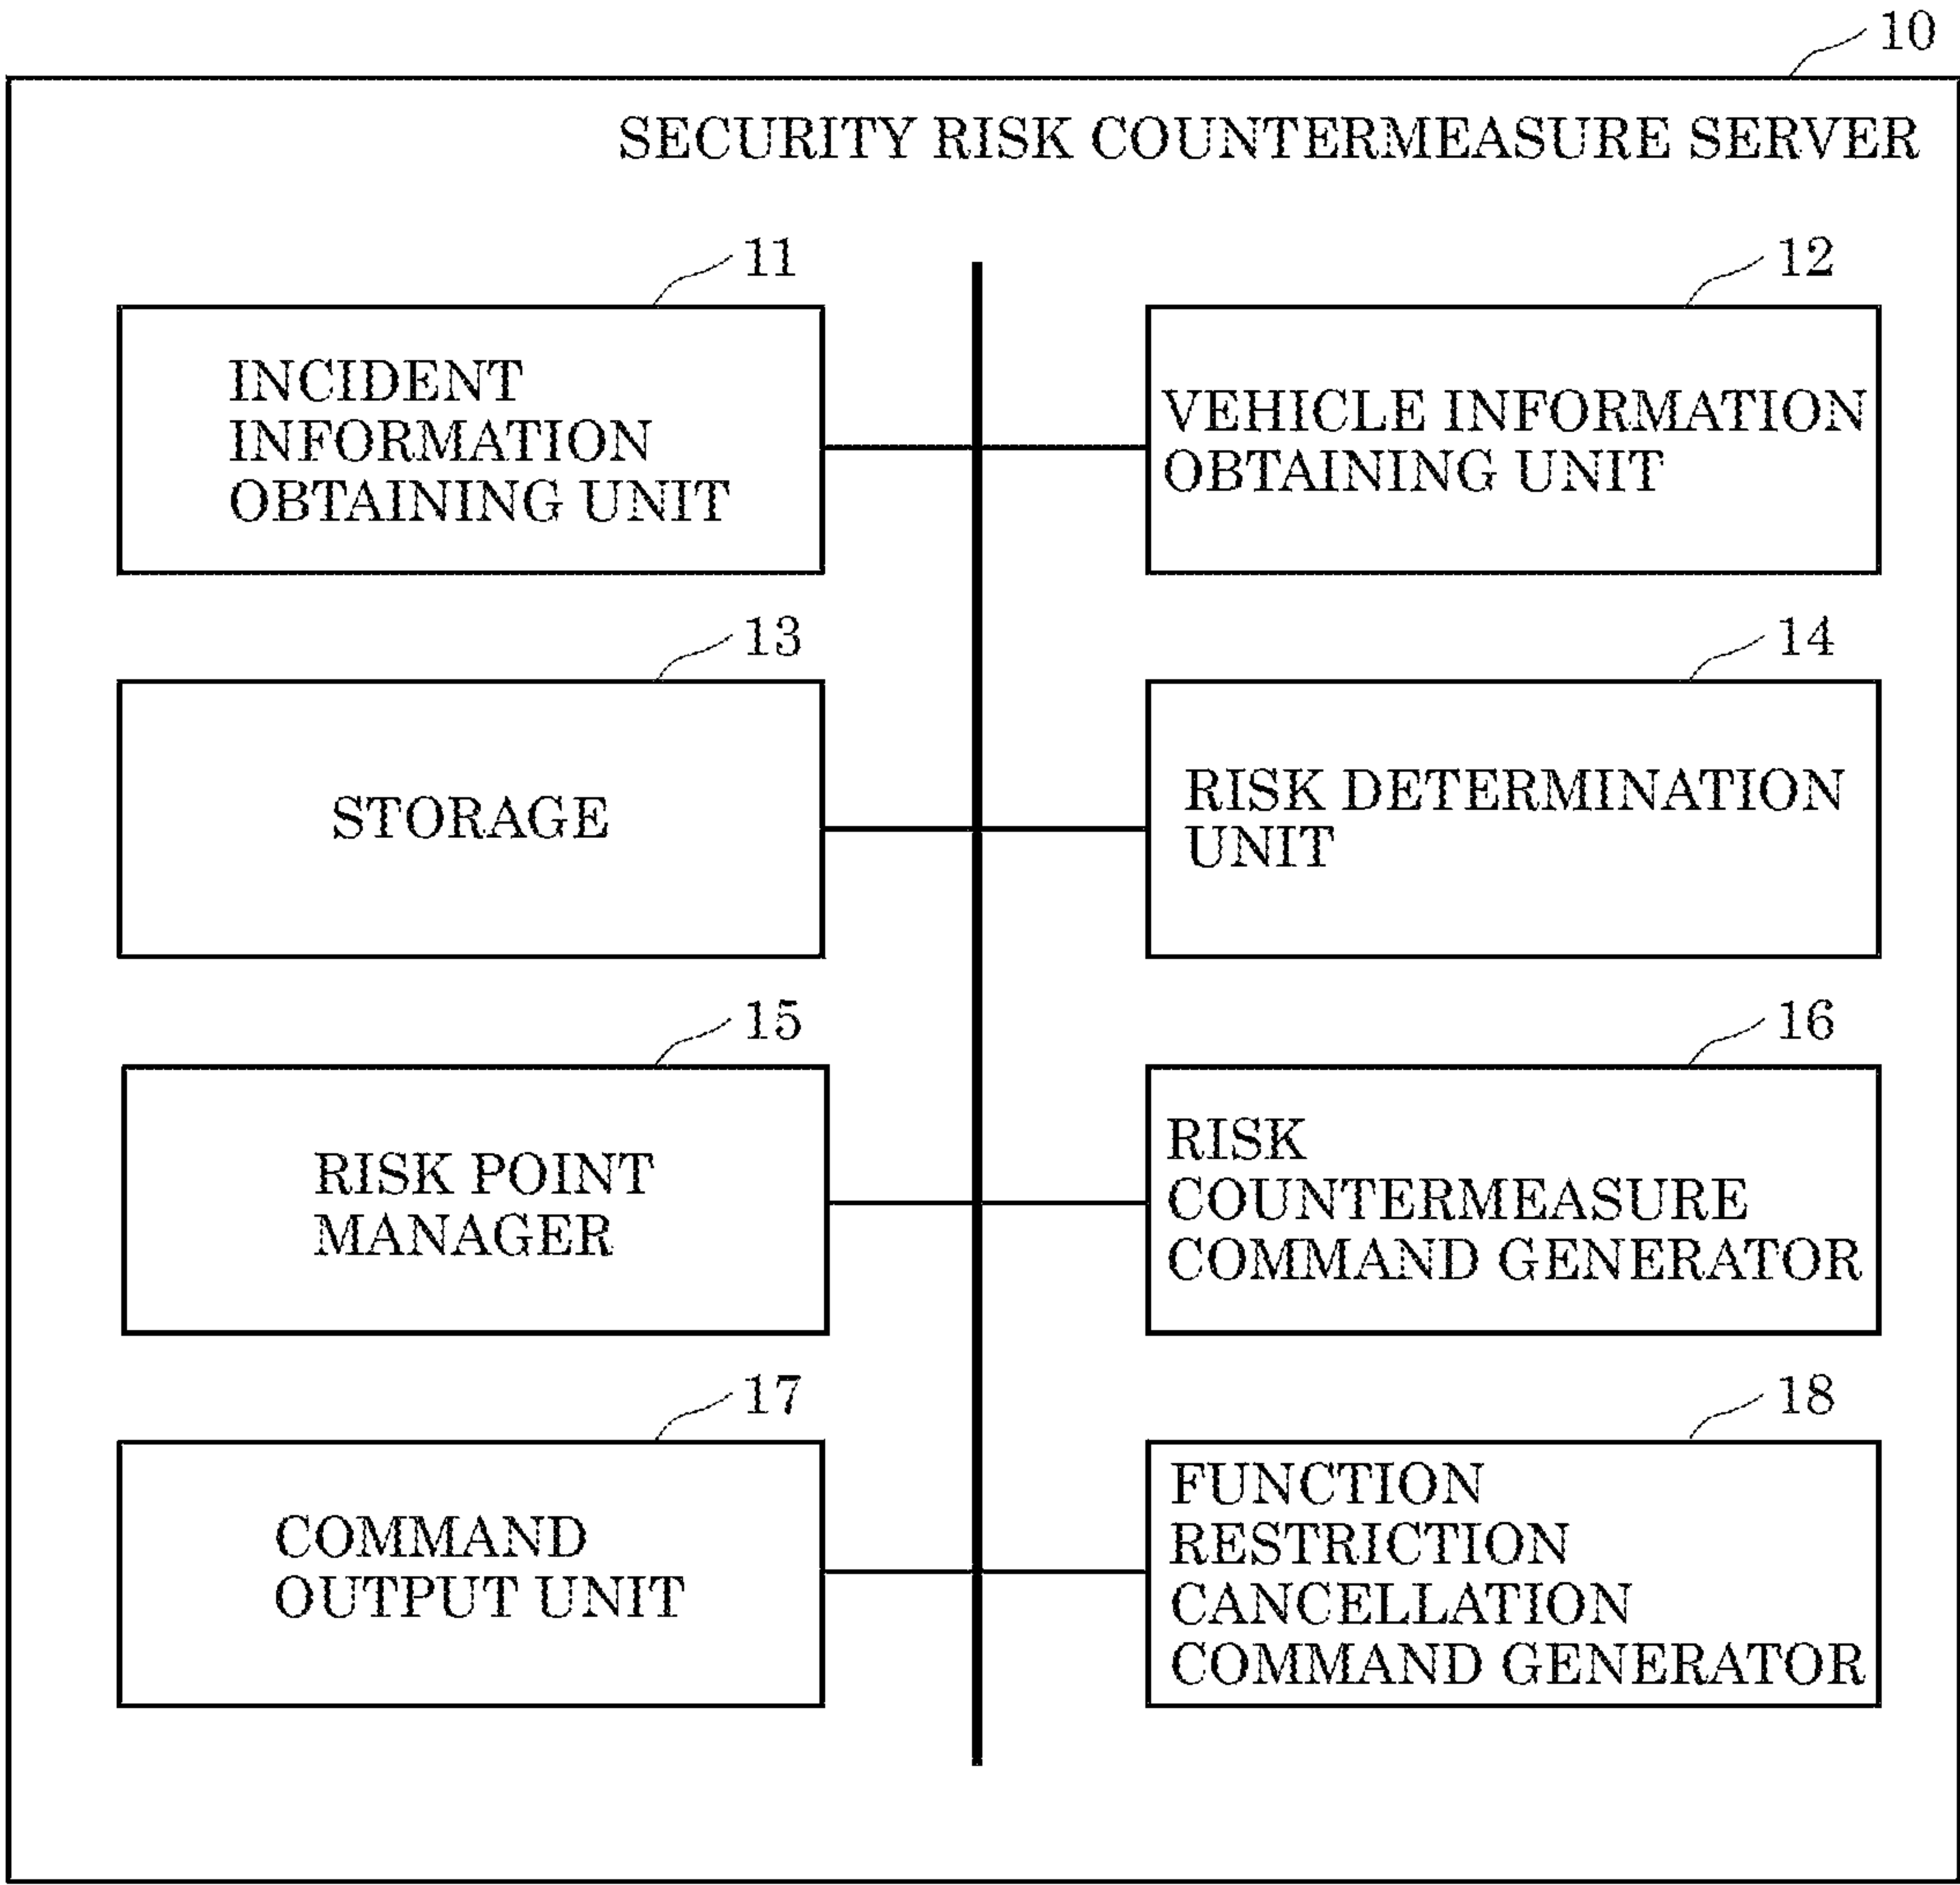 10
SECURITY RISK COUNTERMEASURE SERVER
11
INCIDENT
INFORMATION
OBTAINING UNIT
12
VEHICLE INFORMATION
OBTAINING UNIT
13
STORAGE
14
RISK DETERMINATION
UNIT
15
RISK POINT
MANAGER
16
RISK
COUNTERMEASURE
COMMAND GENERATOR
17
COMMAND
OUTPUT UNIT
18
FUNCTION
RESTRICTION
CANCELLATION
COMMAND GENERATOR